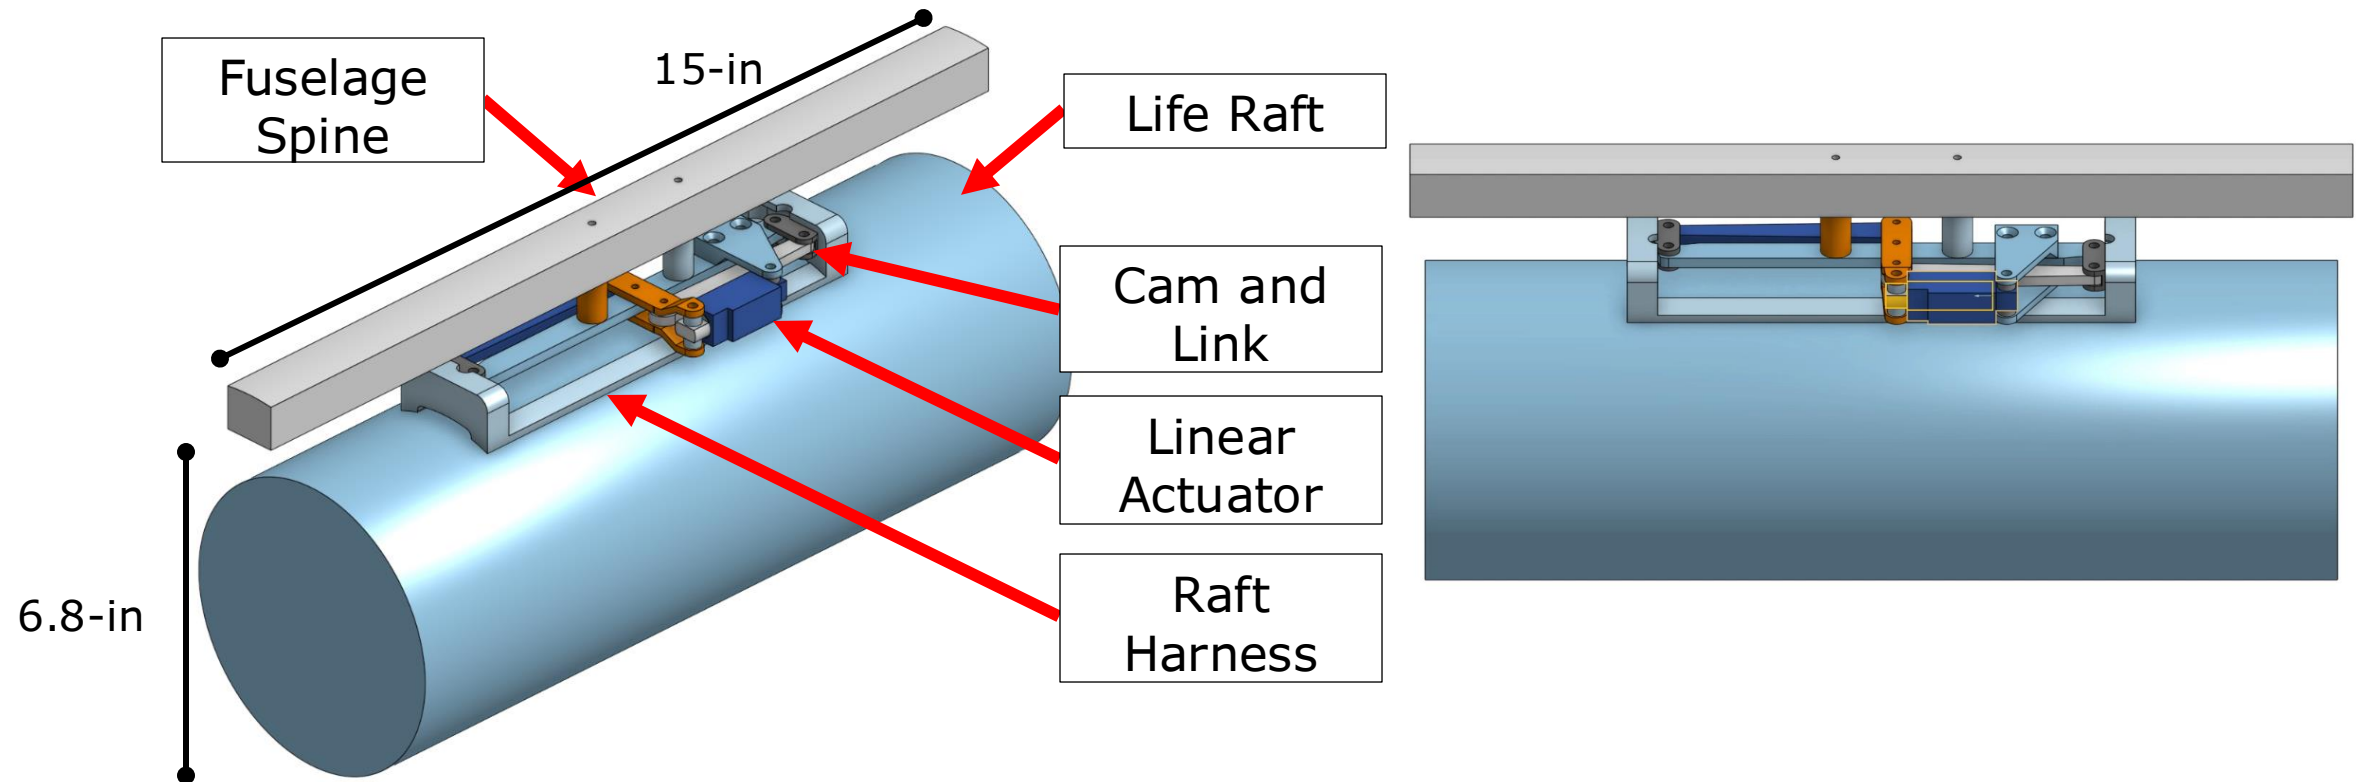 Fuselage
Spine
15-in
Life Raft
Cam and
Link
Linear
Actuator
Raft
Harness
6.8-in